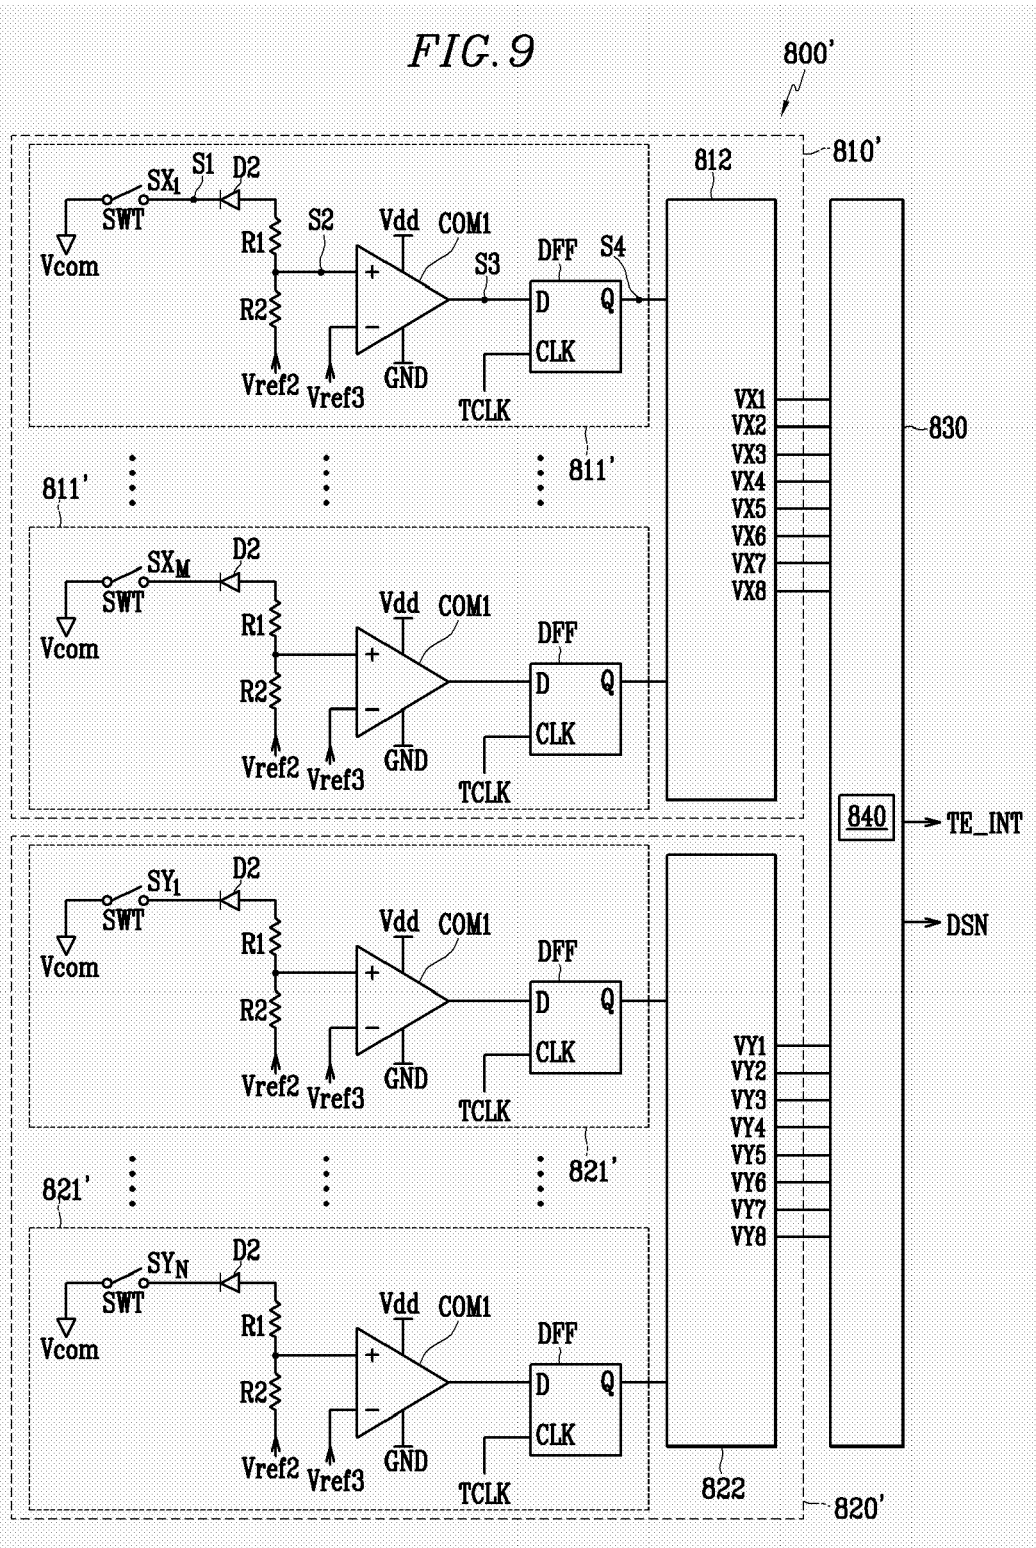 FIG. 9
800'
810'
S1
SX1
D2
SWT
Vcom
R1
S2
Vdd
COM1
S3
DFF
S4
812
R2
+
−
D
Q
CLK
Vref2
Vref3
GND
TCLK
VX1
VX2
VX3
VX4
VX5
VX6
VX7
VX8
830
811'
811'
SXM
D2
SWT
Vcom
R1
Vdd
COM1
DFF
R2
+
−
D
Q
CLK
Vref2
Vref3
GND
TCLK
840
TE_INT
DSN
SY1
D2
SWT
Vcom
R1
Vdd
COM1
DFF
R2
+
−
D
Q
CLK
Vref2
Vref3
GND
TCLK
VY1
VY2
VY3
VY4
VY5
VY6
VY7
VY8
821'
821'
SYN
D2
SWT
Vcom
R1
Vdd
COM1
DFF
R2
+
−
D
Q
CLK
Vref2
Vref3
GND
TCLK
822
820'